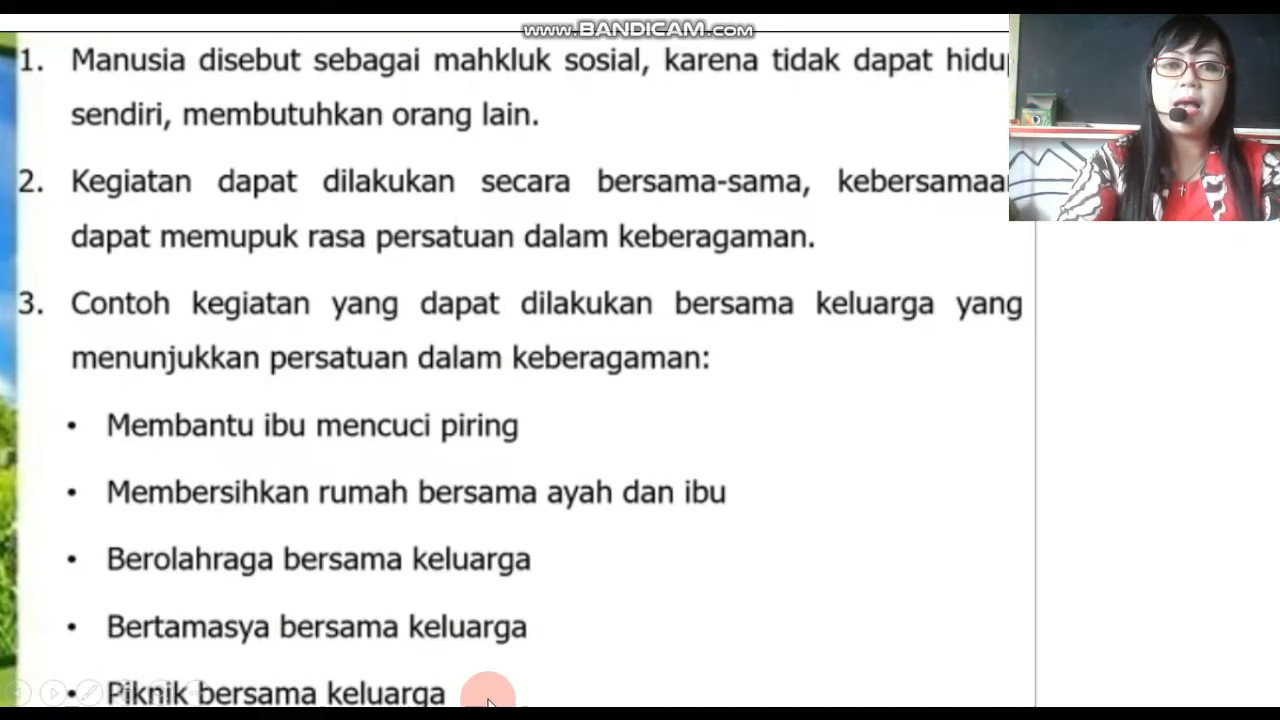 www.BANDICAM.com
1. Manusia disebut sebagai mahkluk sosial, karena tidak dapat hidup
sendiri, membutuhkan orang lain.
2. Kegiatan dapat dilakukan secara bersama-sama, kebersamaan
dapat memupuk rasa persatuan dalam keberagaman.
3. Contoh kegiatan yang dapat dilakukan bersama keluarga yang
menunjukkan persatuan dalam keberagaman:
• Membantu ibu mencuci piring
• Membersihkan rumah bersama ayah dan ibu
• Berolahraga bersama keluarga
• Bertamasya bersama keluarga
• Piknik bersama keluarga